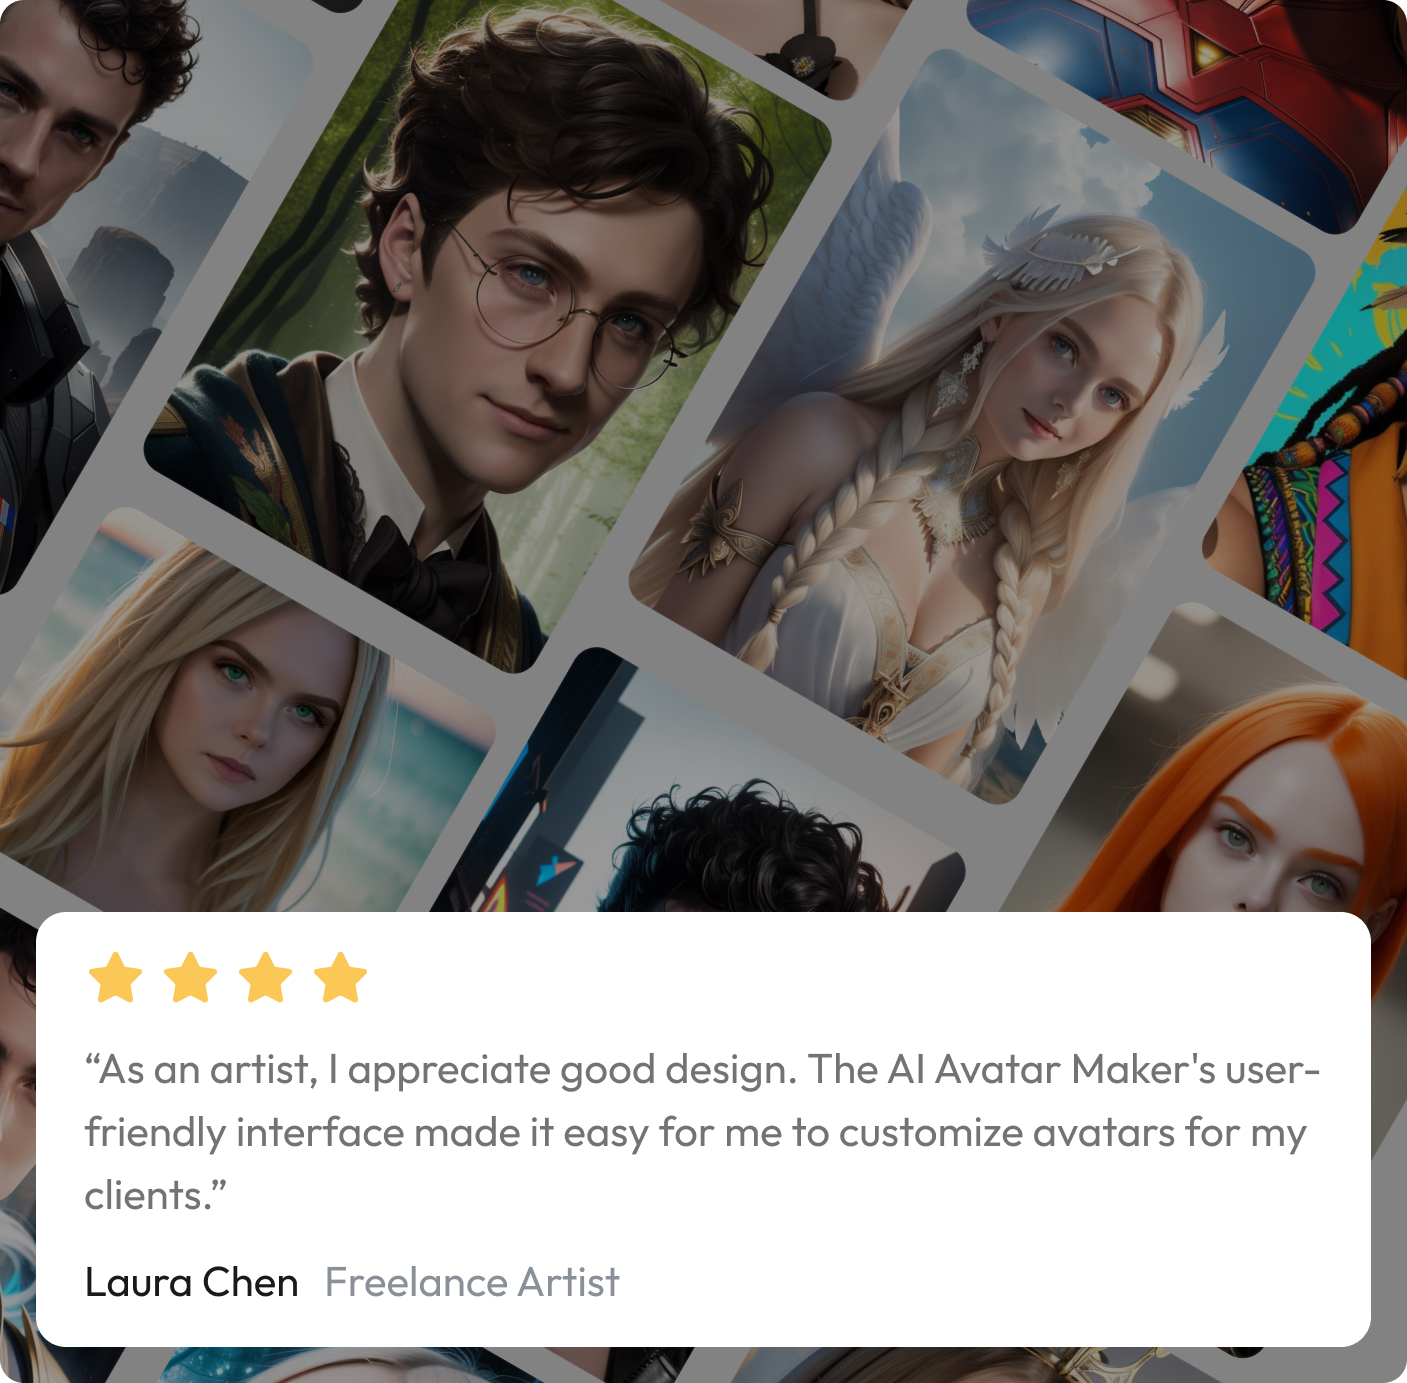 “As an artist, I appreciate good design. The AI Avatar Maker's user-
friendly interface made it easy for me to customize avatars for my
clients.”
Laura Chen Freelance Artist